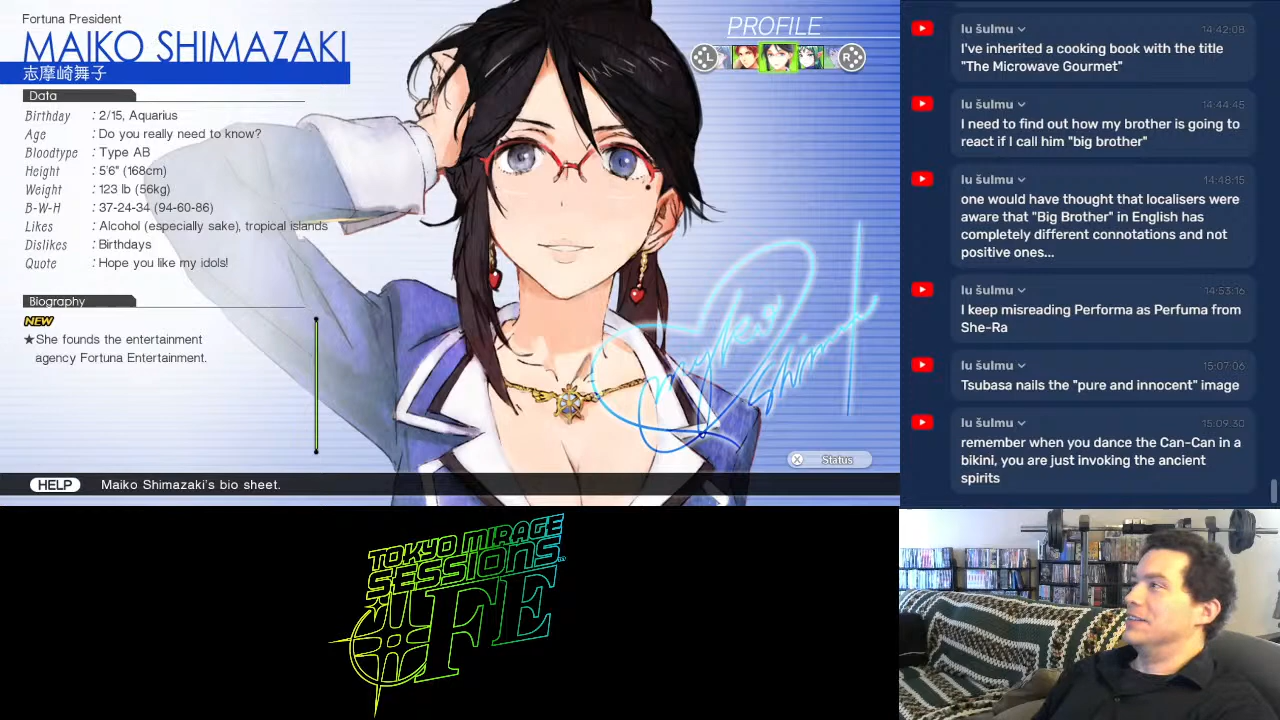 Fortuna President
MAIKO SHIMAZAKI
志摩崎舞子
Data
Birthday : 2/15, Aquarius
Age : Do you really need to know?
Bloodtype : Type AB
Height : 5'6" (168cm)
Weight : 123 lb (56kg)
B-W-H : 37-24-34 (94-60-86)
Likes : Alcohol (especially sake), tropical islands
Dislikes : Birthdays
Quote : Hope you like my idols!
Biography
NEW
★She founds the entertainment
agency Fortuna Entertainment.
PROFILE
L
R
X Status
HELP Maiko Shimazaki's bio sheet.
TOKYO MIRAGE
SESSIONS
#FE
lu šulmu 14:42:08
I've inherited a cooking book with the title
"The Microwave Gourmet"
lu šulmu 14:44:45
I need to find out how my brother is going to
react if I call him "big brother"
lu šulmu 14:48:15
one would have thought that localisers were
aware that "Big Brother" in English has
completely different connotations and not
positive ones...
lu šulmu 14:53:16
I keep misreading Performa as Perfuma from
She-Ra
lu šulmu 15:07:06
Tsubasa nails the "pure and innocent" image
lu šulmu 15:09:30
remember when you dance the Can-Can in a
bikini, you are just invoking the ancient
spirits